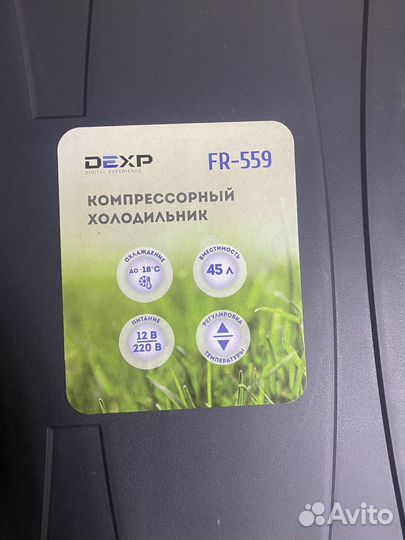 DEXP
DIGITAL EXPERIENCE
FR-559
КОМПРЕССОРНЫЙ
ХОЛОДИЛЬНИК
ОХЛАЖДЕНИЕ
ДО -18°C
ВМЕСТИМОСТЬ
45 Л
ПИТАНИЕ
12 В
220 В
РЕГУЛИРОВКА
ТЕМПЕРАТУРЫ
Avito